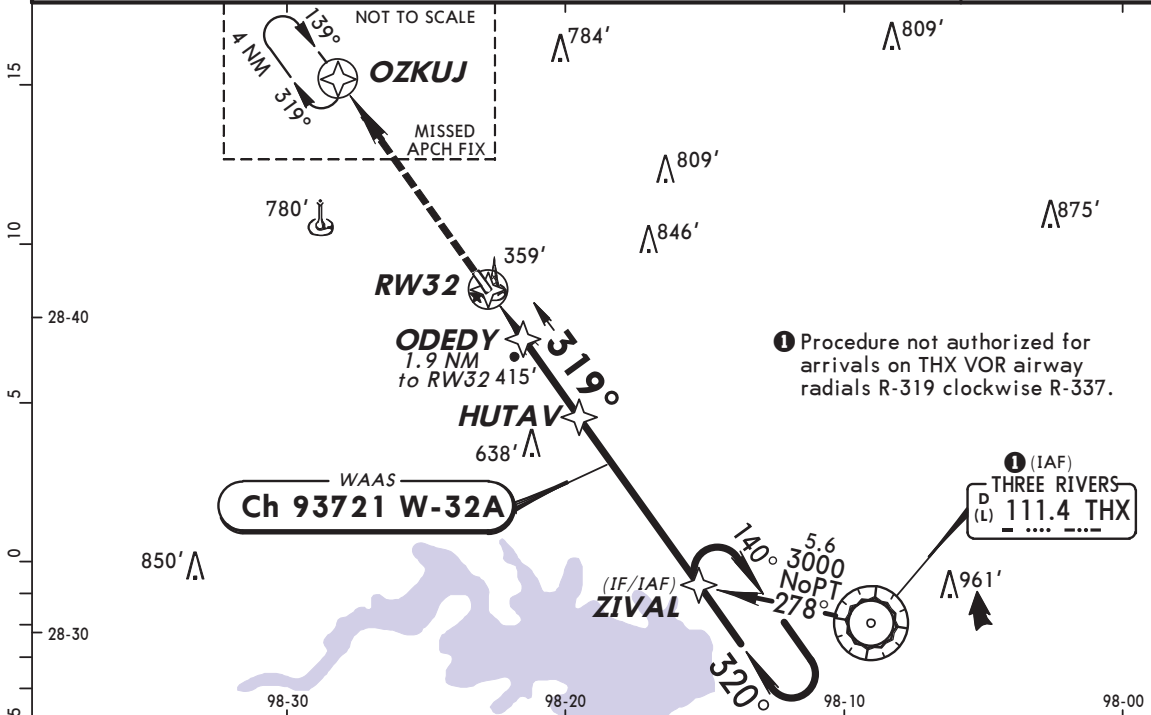 NOT TO SCALE
139°
4 NM
319°
OZKUJ
MISSED
APCH FIX
784'
809'
15
809'
780'
846'
875'
10
359'
RW32
28-40
ODEDY
1.9 NM
to RW32
415'
319°
❶ Procedure not authorized for
arrivals on THX VOR airway
radials R-319 clockwise R-337.
5
HUTAV
638'
WAAS
Ch 93721 W-32A
❶ (IAF)
THREE RIVERS
D
(L) 111.4 THX
0
850'
140°
5.6
3000
NoPT
278°
961'
(IF/IAF)
ZIVAL
28-30
320°
5
98-30
98-20
98-10
98-00